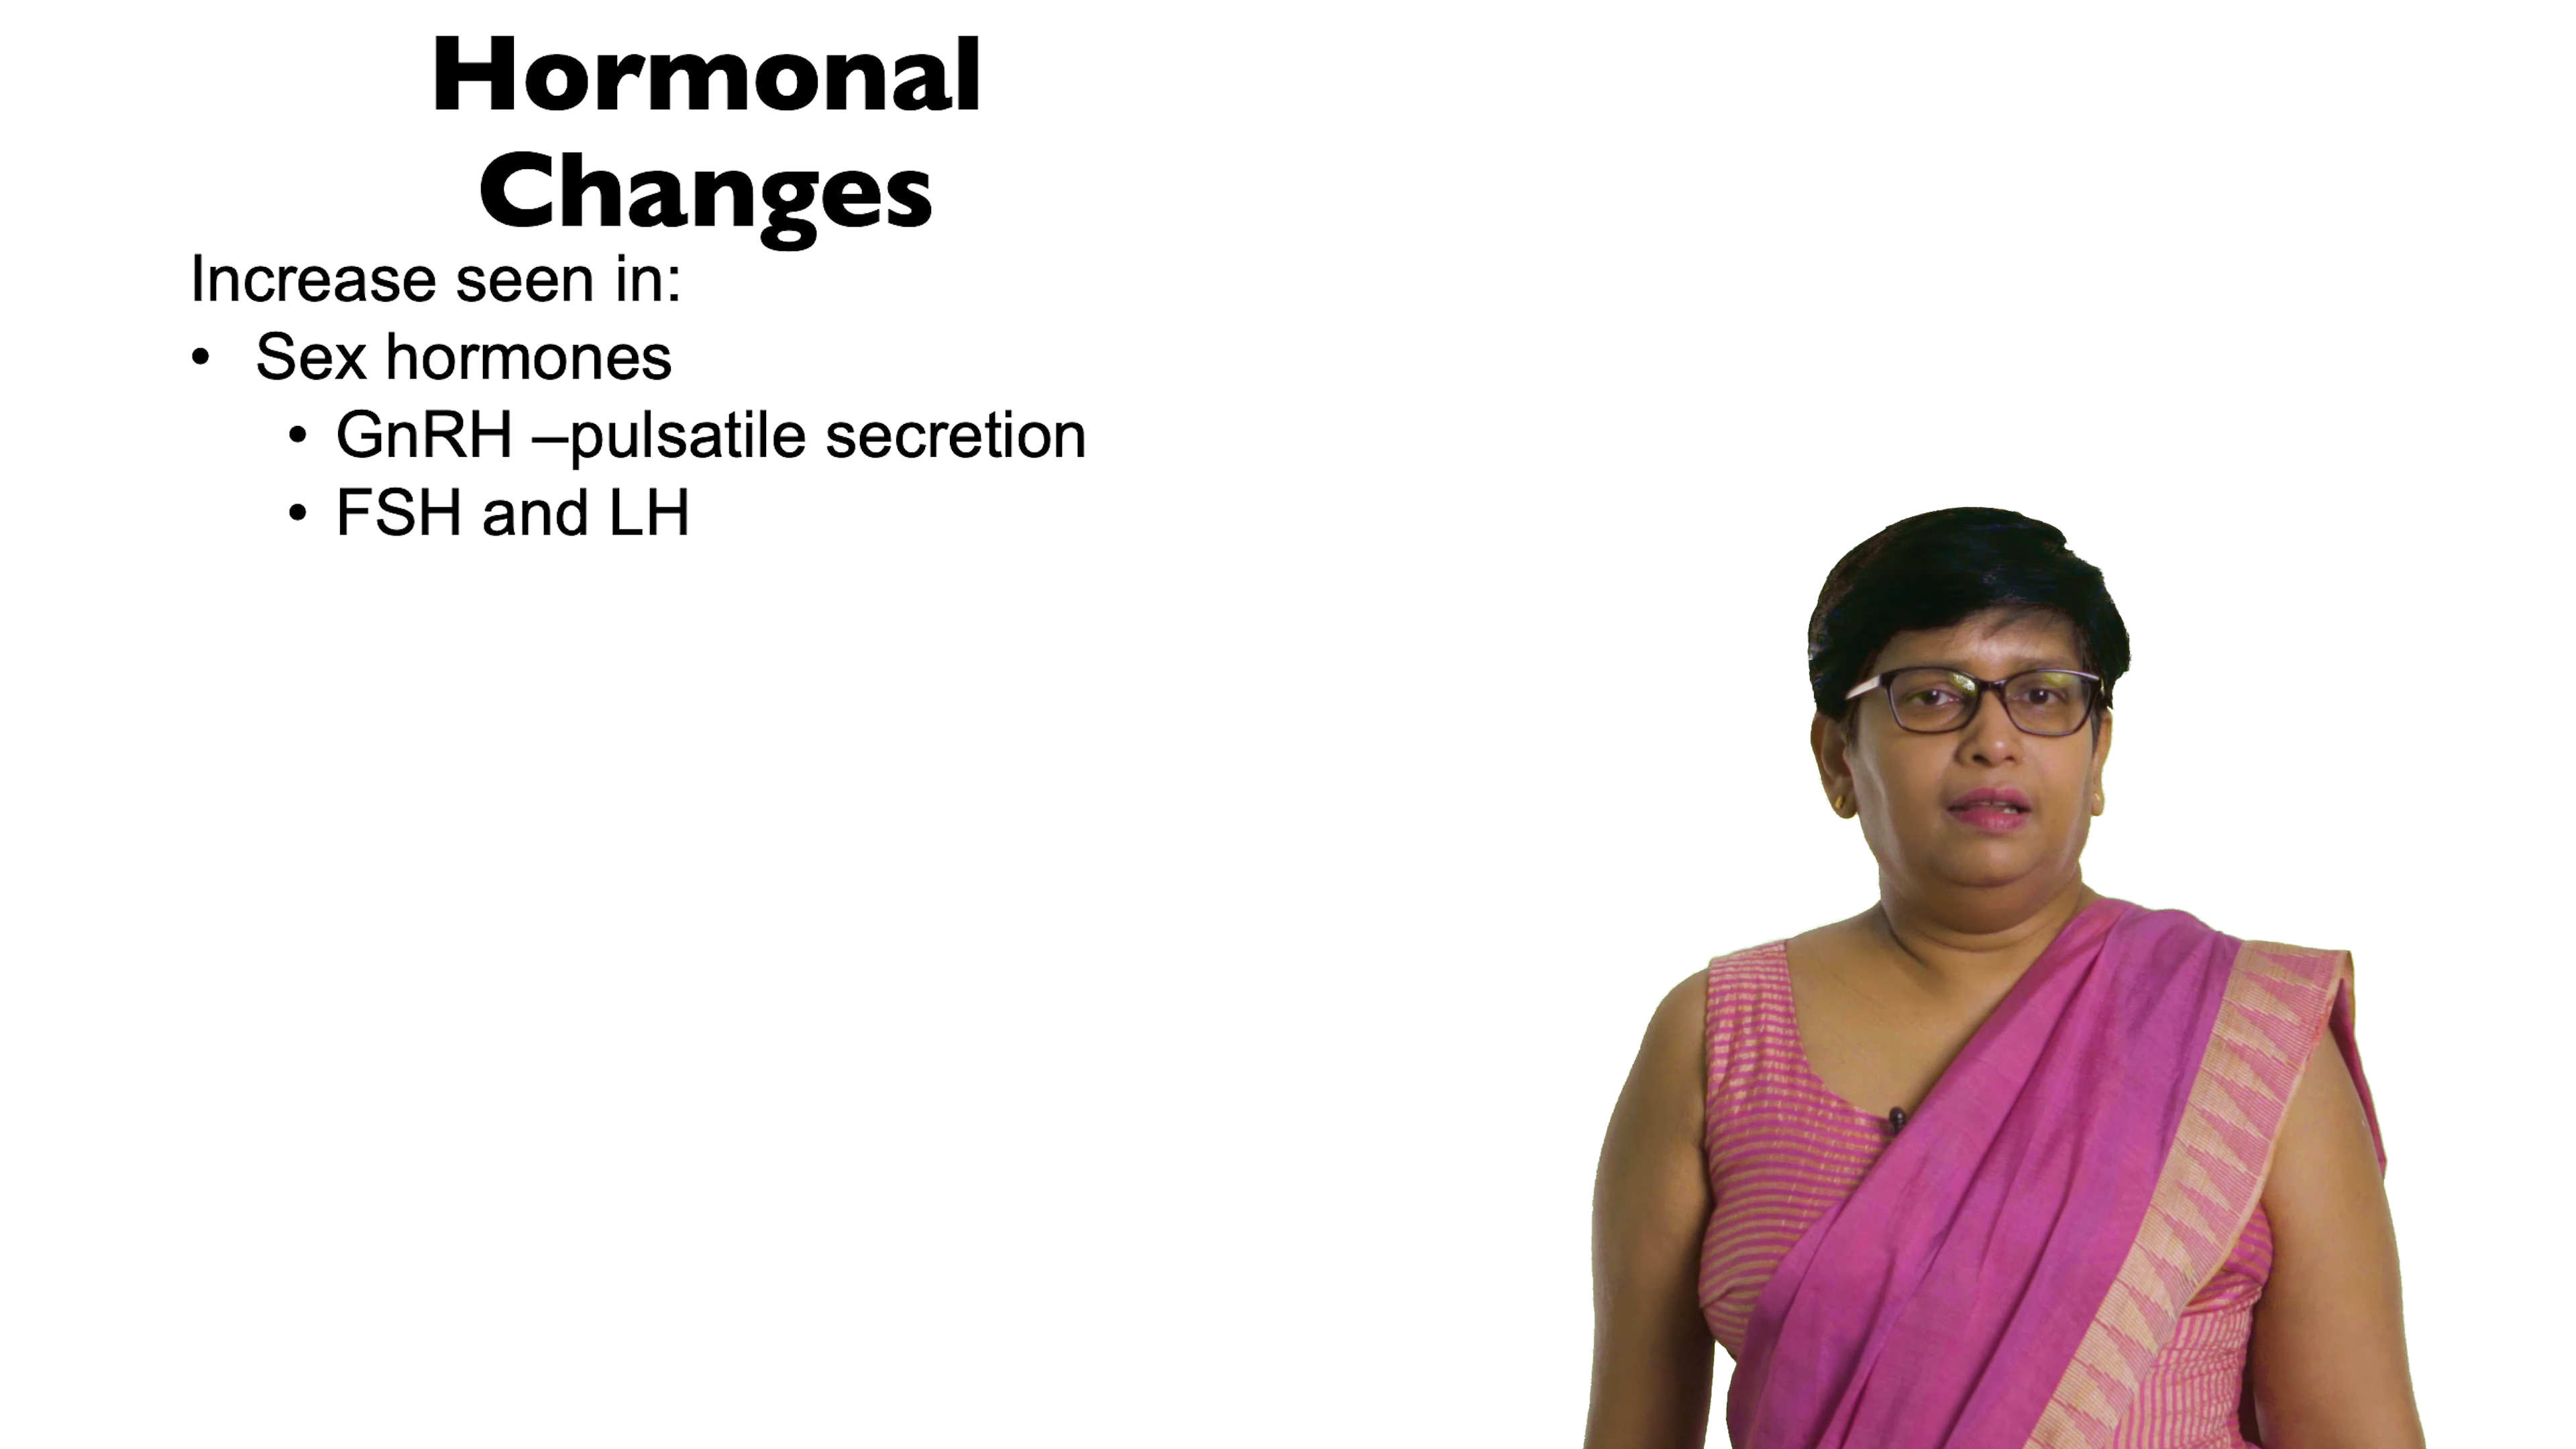 Hormonal
Changes
Increase seen in:
• Sex hormones
• GnRH –pulsatile secretion
• FSH and LH